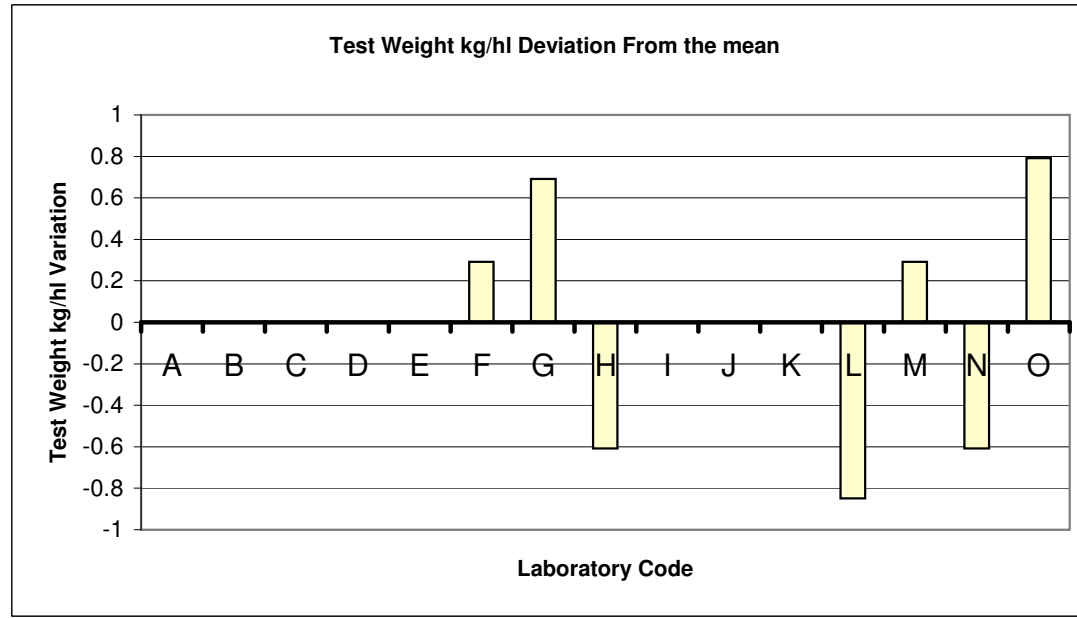 Test Weight kg/hl Deviation From the mean
Test Weight kg/hl Variation
1
0.8
0.6
0.4
0.2
0
-0.2
-0.4
-0.6
-0.8
-1
A B C D E F G H I J K L M N O
Laboratory Code